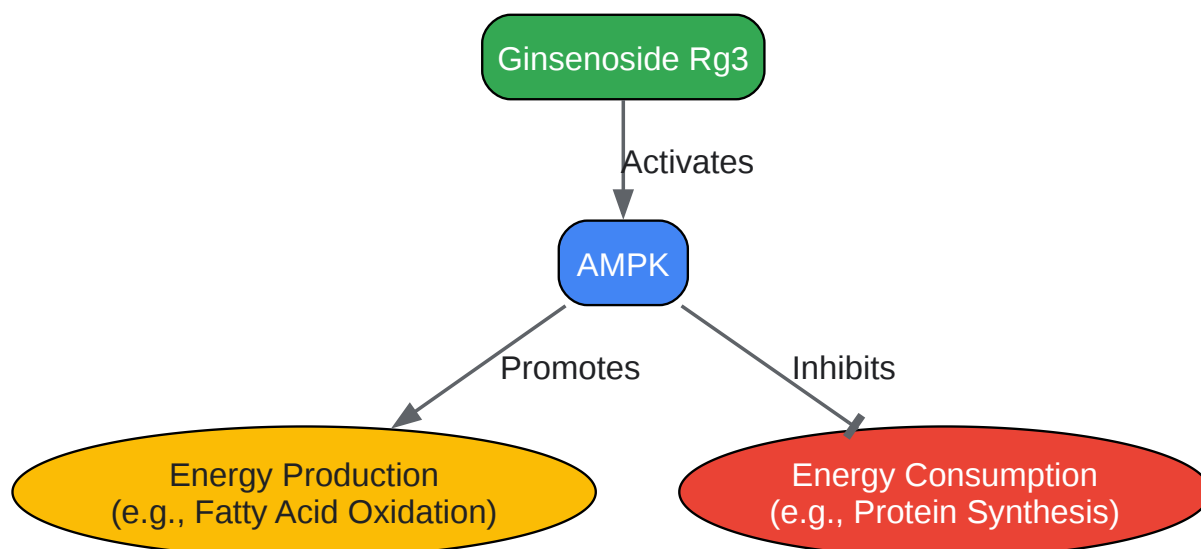 Ginsenoside Rg3
Activates
AMPK
Promotes
Inhibits
Energy Production
(e.g., Fatty Acid Oxidation)
Energy Consumption
(e.g., Protein Synthesis)